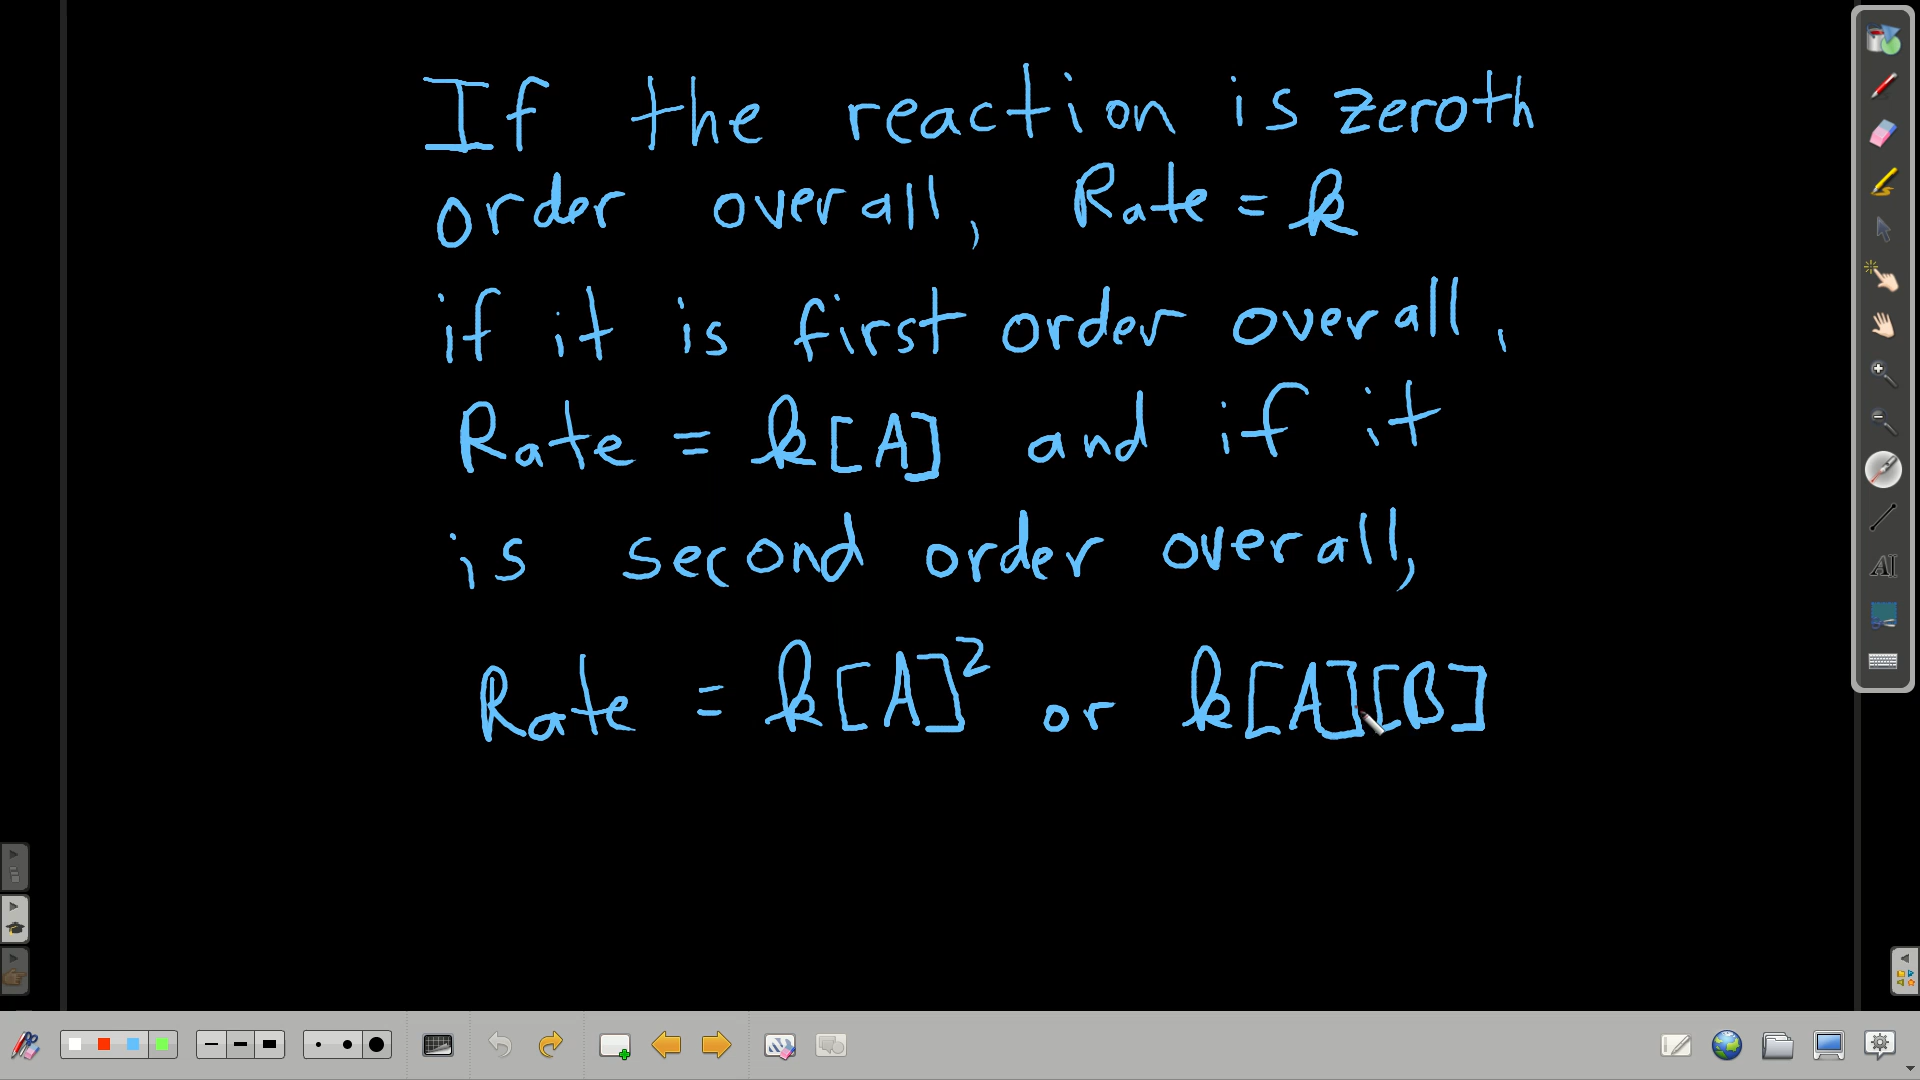 If the reaction is zeroth
order overall, Rate = k
if it is first order overall,
Rate = k[A] and if it
is second order overall,
Rate = k[A]² or k[A][B]